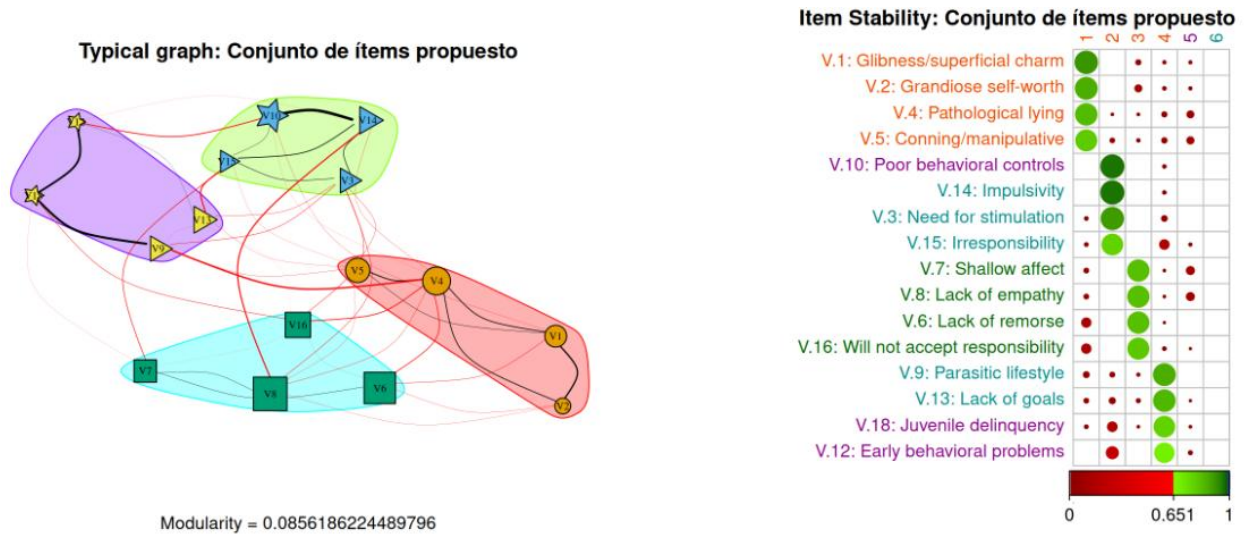 Typical graph: Conjunto de ítems propuesto
V10
V14
V15
V3
V13
V9
V5
V4
V16
V1
V7
V8
V6
V2
Modularity = 0.0856186224489796
Item Stability: Conjunto de ítems propuesto
1 2 3 4 5 6
V.1: Glibness/superficial charm
V.2: Grandiose self-worth
V.4: Pathological lying
V.5: Conning/manipulative
V.10: Poor behavioral controls
V.14: Impulsivity
V.3: Need for stimulation
V.15: Irresponsibility
V.7: Shallow affect
V.8: Lack of empathy
V.6: Lack of remorse
V.16: Will not accept responsibility
V.9: Parasitic lifestyle
V.13: Lack of goals
V.18: Juvenile delinquency
V.12: Early behavioral problems
0 0.651 1